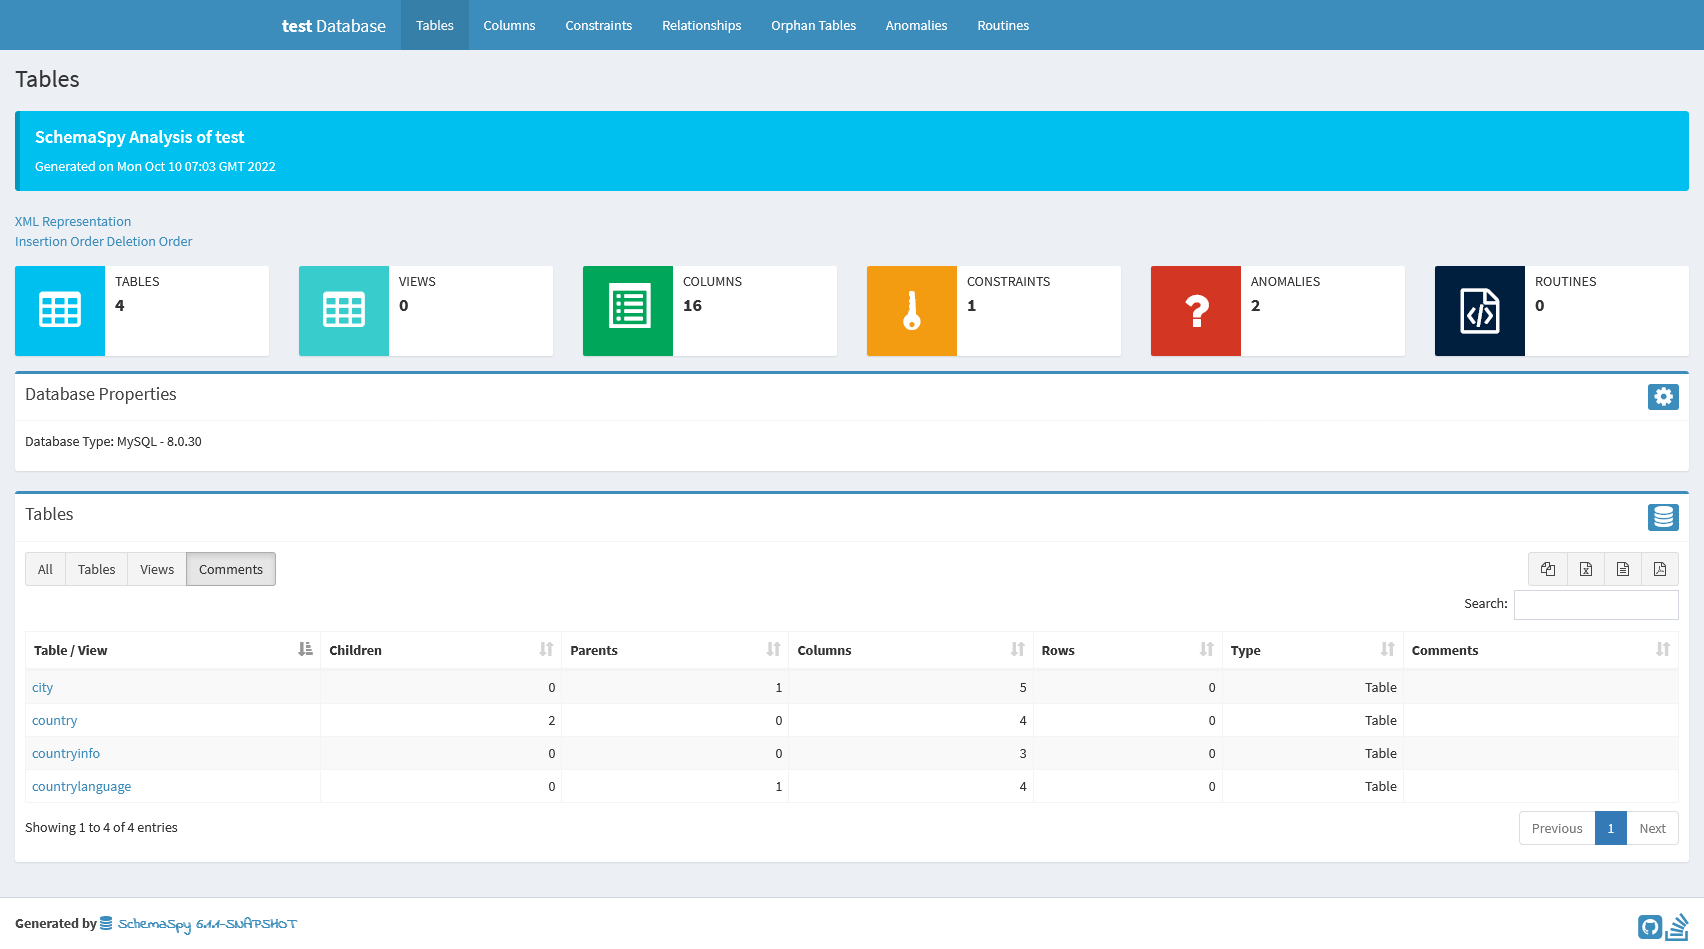 test Database Tables Columns Constraints Relationships Orphan Tables Anomalies Routines
Tables
SchemaSpy Analysis of test
Generated on Mon Oct 10 07:03 GMT 2022
XML Representation
Insertion Order Deletion Order
TABLES
4
VIEWS
0
COLUMNS
16
CONSTRAINTS
1
ANOMALIES
2
ROUTINES
0
Database Properties
Database Type: MySQL - 8.0.30
Tables
All Tables Views Comments
Search:
Table / View Children Parents Columns Rows Type Comments
city 0 1 5 0 Table
country 2 0 4 0 Table
countryinfo 0 0 3 0 Table
countrylanguage 0 1 4 0 Table
Showing 1 to 4 of 4 entries
Previous 1 Next
Generated by SchemaSpy 6.1.1-SNAPSHOT